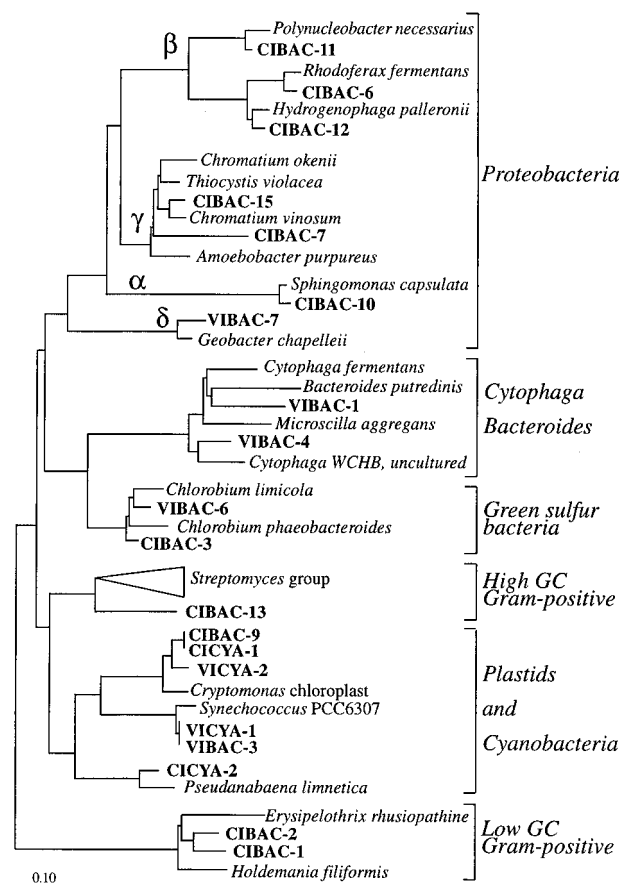 β
Polynucleobacter necessarius
CIBAC-11
Rhodoferax fermentans
CIBAC-6
Hydrogenophaga palleronii
CIBAC-12
Chromatium okenii
Thiocystis violacea
CIBAC-15
Chromatium vinosum
γ
CIBAC-7
Amoebobacter purpureus
α
Sphingomonas capsulata
CIBAC-10
δ
VIBAC-7
Geobacter chapelleii
Proteobacteria
Cytophaga fermentans
Bacteroides putredinis
VIBAC-1
Microscilla aggregans
VIBAC-4
Cytophaga WCHB, uncultured
Cytophaga
Bacteroides
Chlorobium limicola
VIBAC-6
Chlorobium phaeobacteroides
CIBAC-3
Green sulfur
bacteria
Streptomyces group
CIBAC-13
High GC
Gram-positive
CIBAC-9
CICYA-1
VICYA-2
Cryptomonas chloroplast
Synechococcus PCC6307
VICYA-1
VIBAC-3
CICYA-2
Pseudanabaena limnetica
Plastids
and
Cyanobacteria
Erysipelothrix rhusiopathine
CIBAC-2
CIBAC-1
Holdemania filiformis
Low GC
Gram-positive
0.10